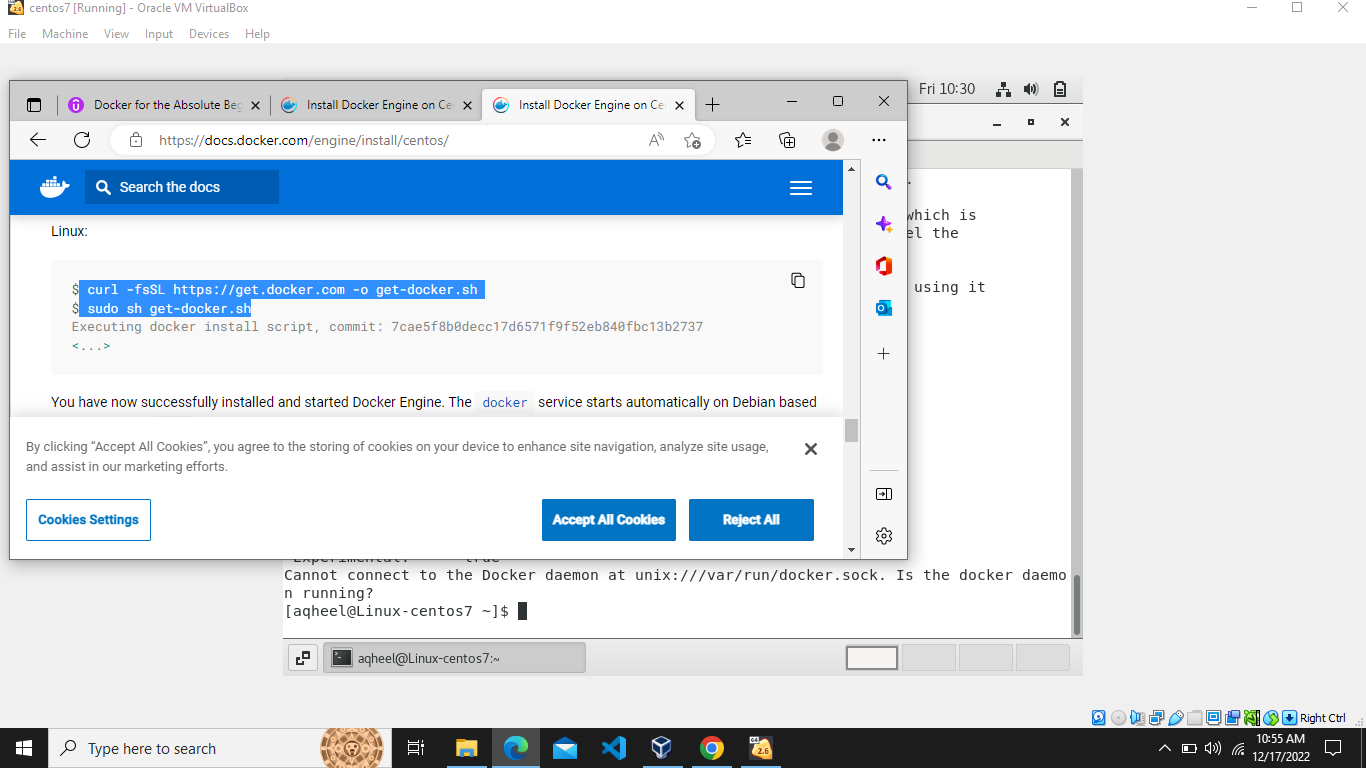 centos7 [Running] - Oracle VM VirtualBox
File Machine View Input Devices Help
Fri 10:30
Docker for the Absolute Beg
Install Docker Engine on Ce
Install Docker Engine on Ce
https://docs.docker.com/engine/install/centos/
Search the docs
which is
Linux:
el the
$ curl -fsSL https://get.docker.com -o get-docker.sh
using it
$ sudo sh get-docker.sh
Executing docker install script, commit: 7cae5f8b0decc17d6571f9f52eb840fbc13b2737
<...>
You have now successfully installed and started Docker Engine. The docker service starts automatically on Debian based
By clicking “Accept All Cookies”, you agree to the storing of cookies on your device to enhance site navigation, analyze site usage,
and assist in our marketing efforts.
Cookies Settings
Accept All Cookies
Reject All
Experimental: true
Cannot connect to the Docker daemon at unix:///var/run/docker.sock. Is the docker daemo
n running?
[aqheel@Linux-centos7 ~]$
aqheel@Linux-centos7:~
Right Ctrl
Type here to search
64
2.6
10:55 AM
12/17/2022